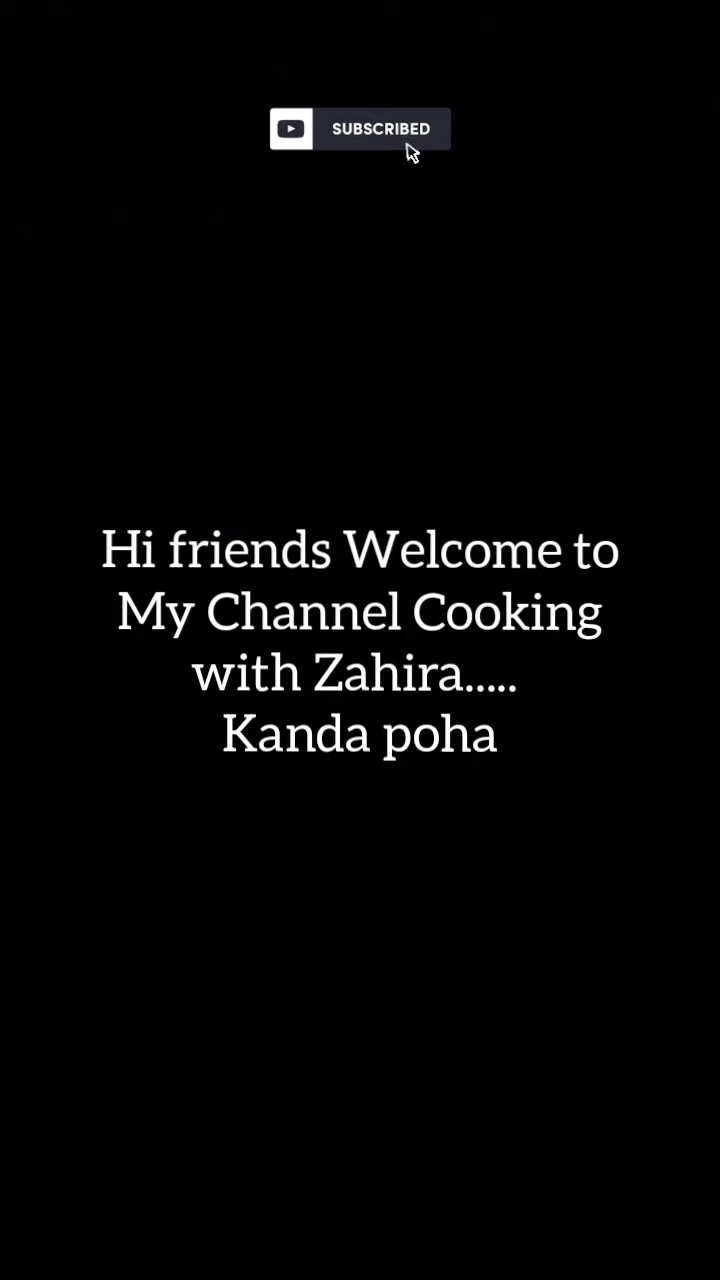 SUBSCRIBED
Hi friends Welcome to
My Channel Cooking
with Zahira.....
Kanda poha